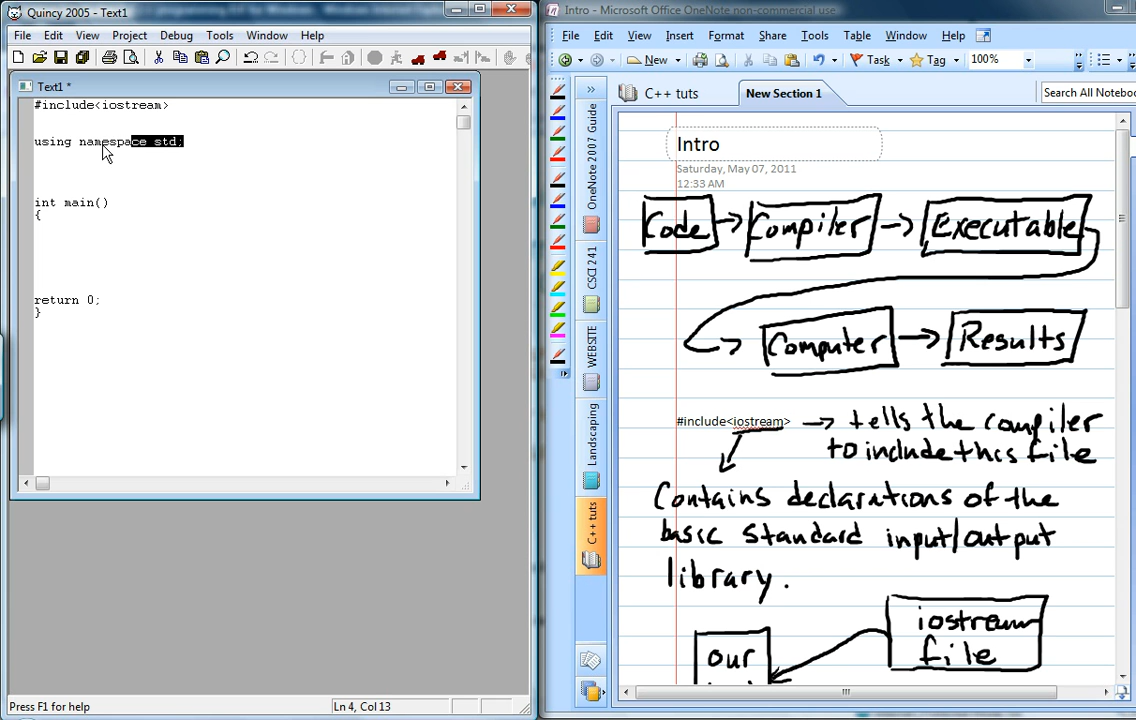 Quincy 2005 - Text1
File Edit View Project Debug Tools Window Help
Text1 *
#include<iostream>
using namespace std;
int main()
{
return 0;
}
Press F1 for help
Ln 4, Col 13
Intro - Microsoft Office OneNote non-commercial use
File Edit View Insert Format Share Tools Table Window Help
Back New Task Tag 100%
C++ tuts
New Section 1
Search All Notebo
OneNote 2007 Guide
CSCI 241
WEBSITE
Landscaping
C++ tuts
Intro
Saturday, May 07, 2011
12:33 AM
Code Compiler Executable
Computer Results
#include<iostream> tells the compiler
to include this file
Contains declarations of the
basic standard input/output
library.
iostream
file
our